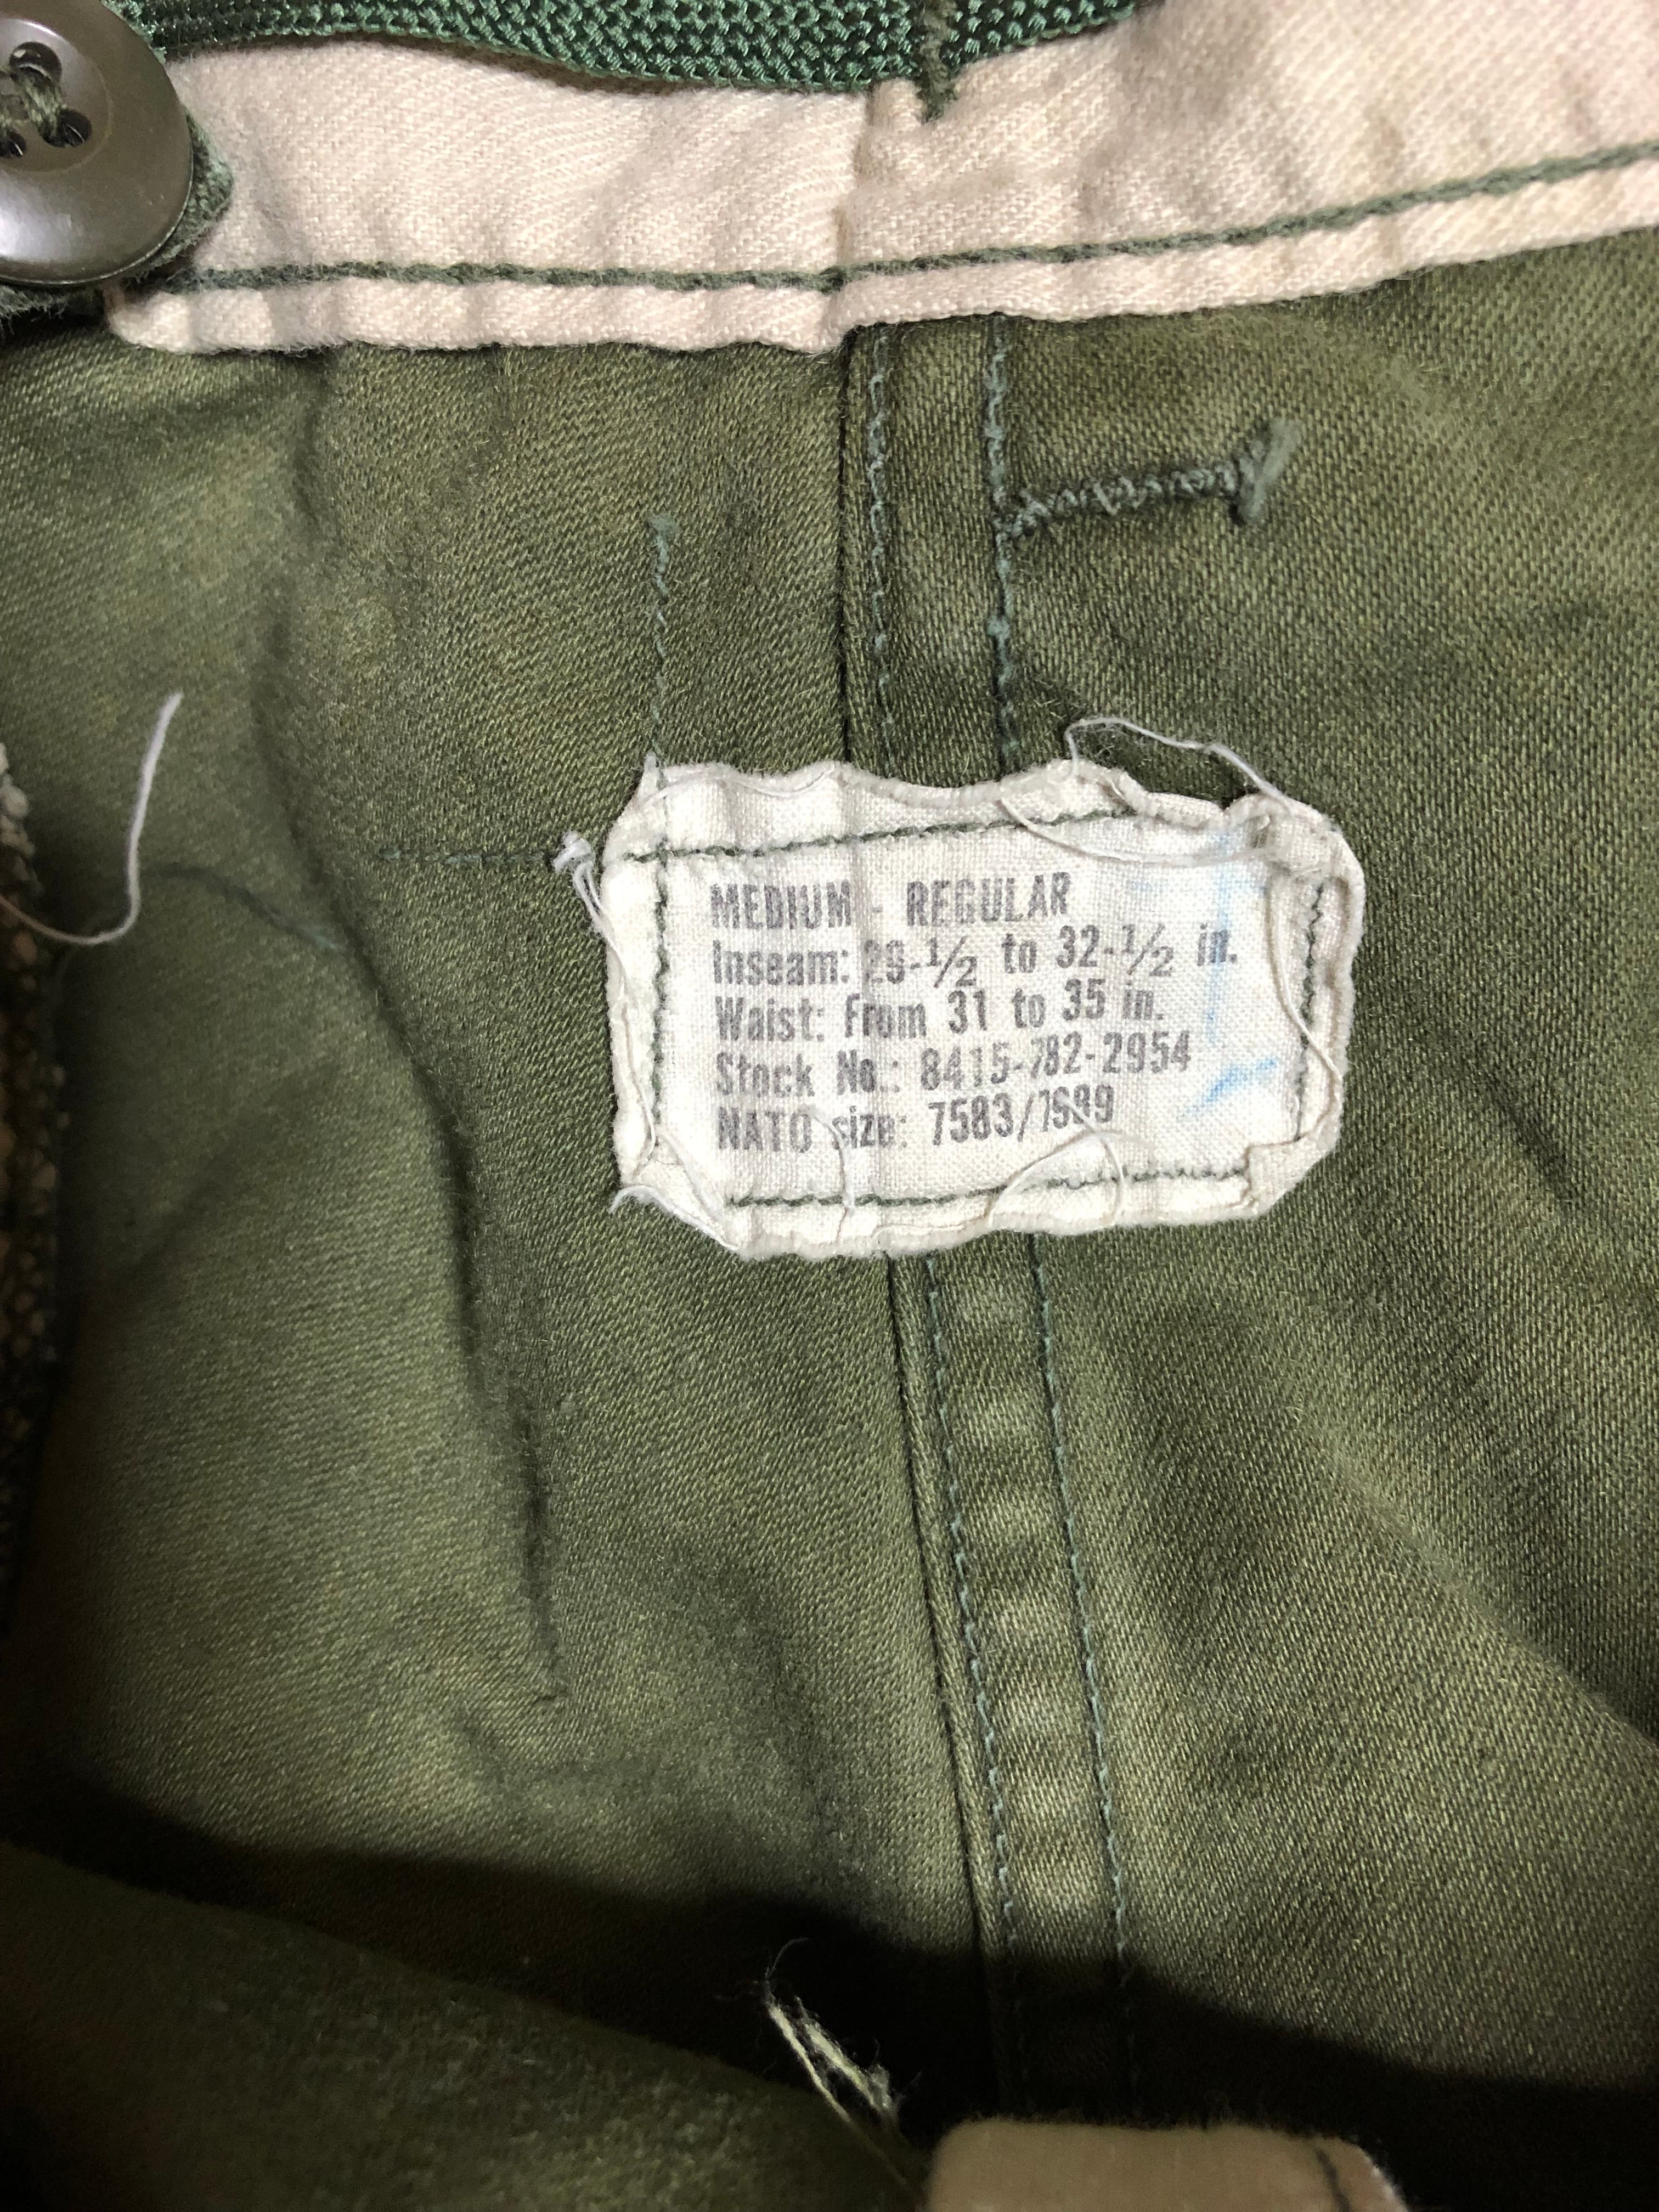 MEDIUM - REGULAR
Inseam: 29-1/2 to 32-1/2 in.
Waist: From 31 to 35 in.
Stock No.: 8415-782-2954
NATO size: 7583/7989